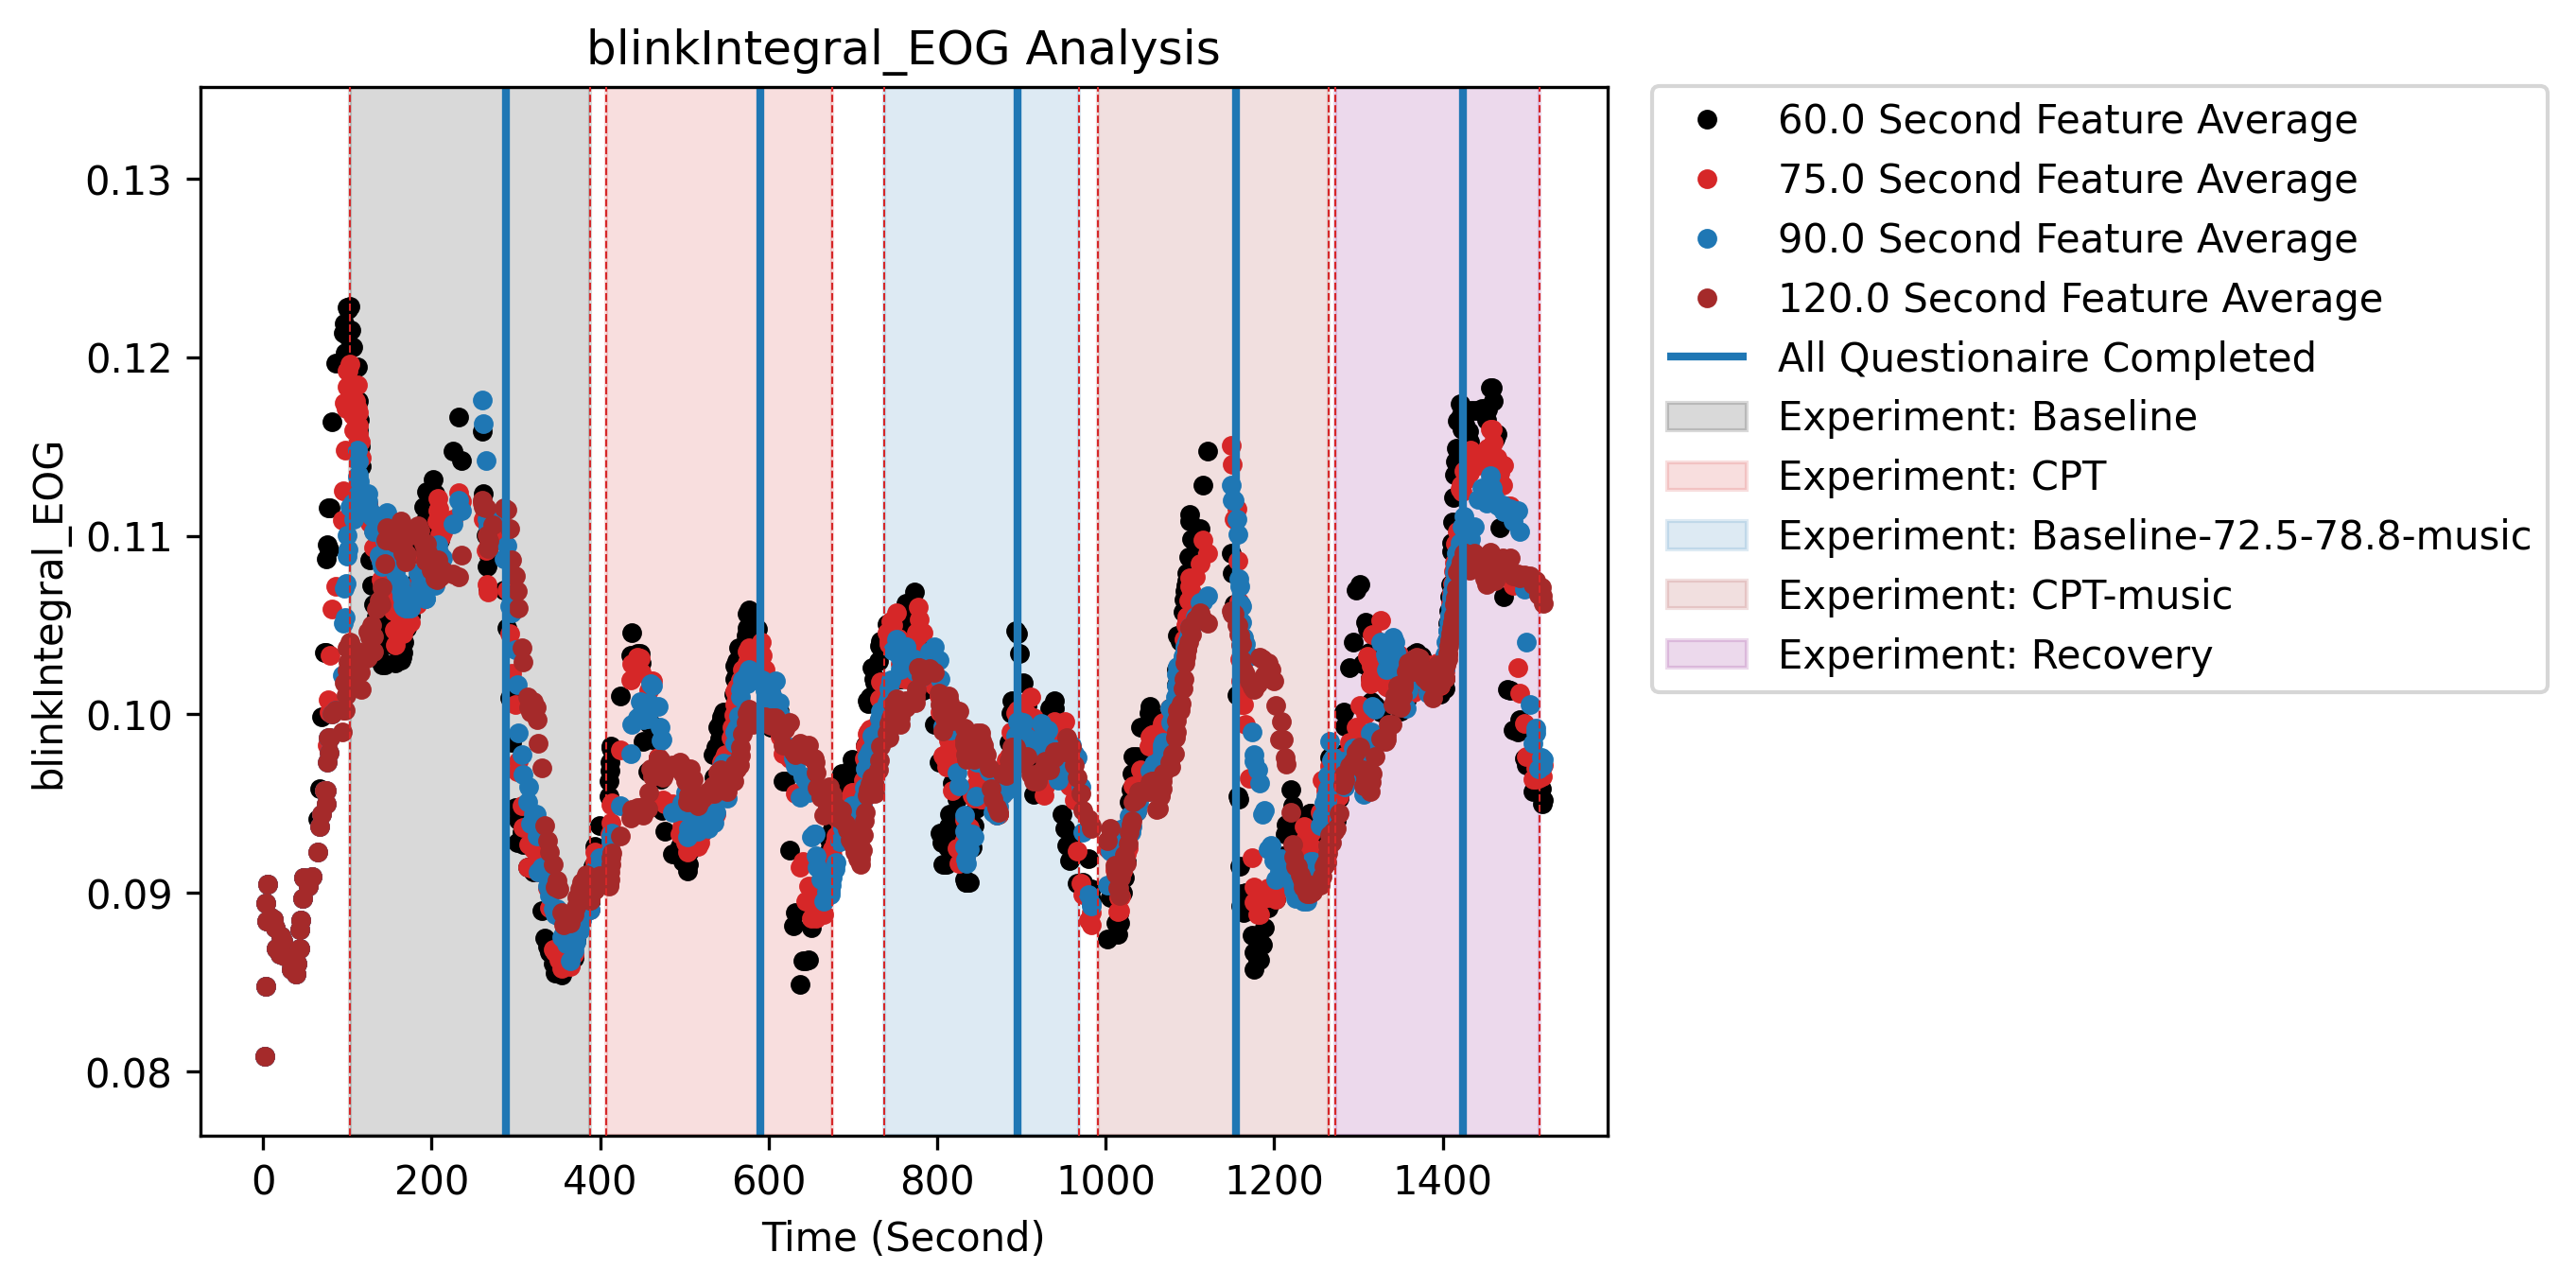 blinkIntegral_EOG Analysis
blinkIntegral_EOG
0.13
0.12
0.11
0.10
0.09
0.08
0 200 400 600 800 1000 1200 1400
Time (Second)
60.0 Second Feature Average
75.0 Second Feature Average
90.0 Second Feature Average
120.0 Second Feature Average
All Questionaire Completed
Experiment: Baseline
Experiment: CPT
Experiment: Baseline-72.5-78.8-music
Experiment: CPT-music
Experiment: Recovery